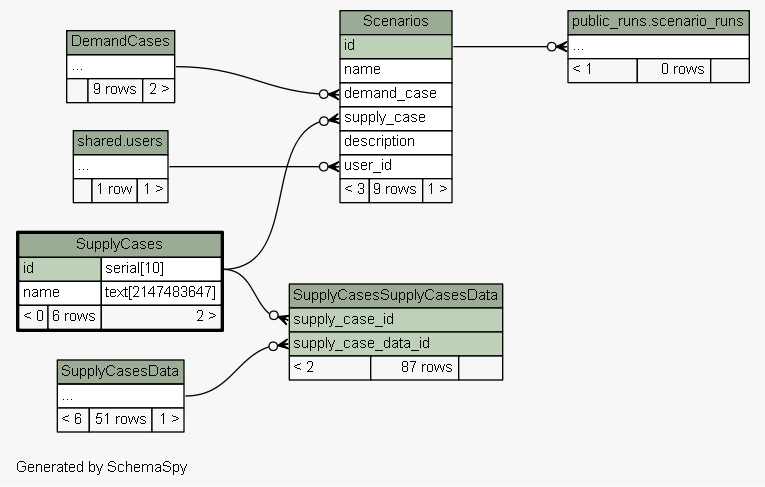 DemandCases
...
9 rows 2 >
shared.users
...
1 row 1 >
Scenarios
id
name
demand_case
supply_case
description
user_id
< 3 9 rows 1 >
public_runs.scenario_runs
...
< 1 0 rows
SupplyCases
id serial[10]
name text[2147483647]
< 0 6 rows 2 >
SupplyCasesSupplyCasesData
supply_case_id
supply_case_data_id
< 2 87 rows
SupplyCasesData
...
< 6 51 rows 1 >
Generated by SchemaSpy